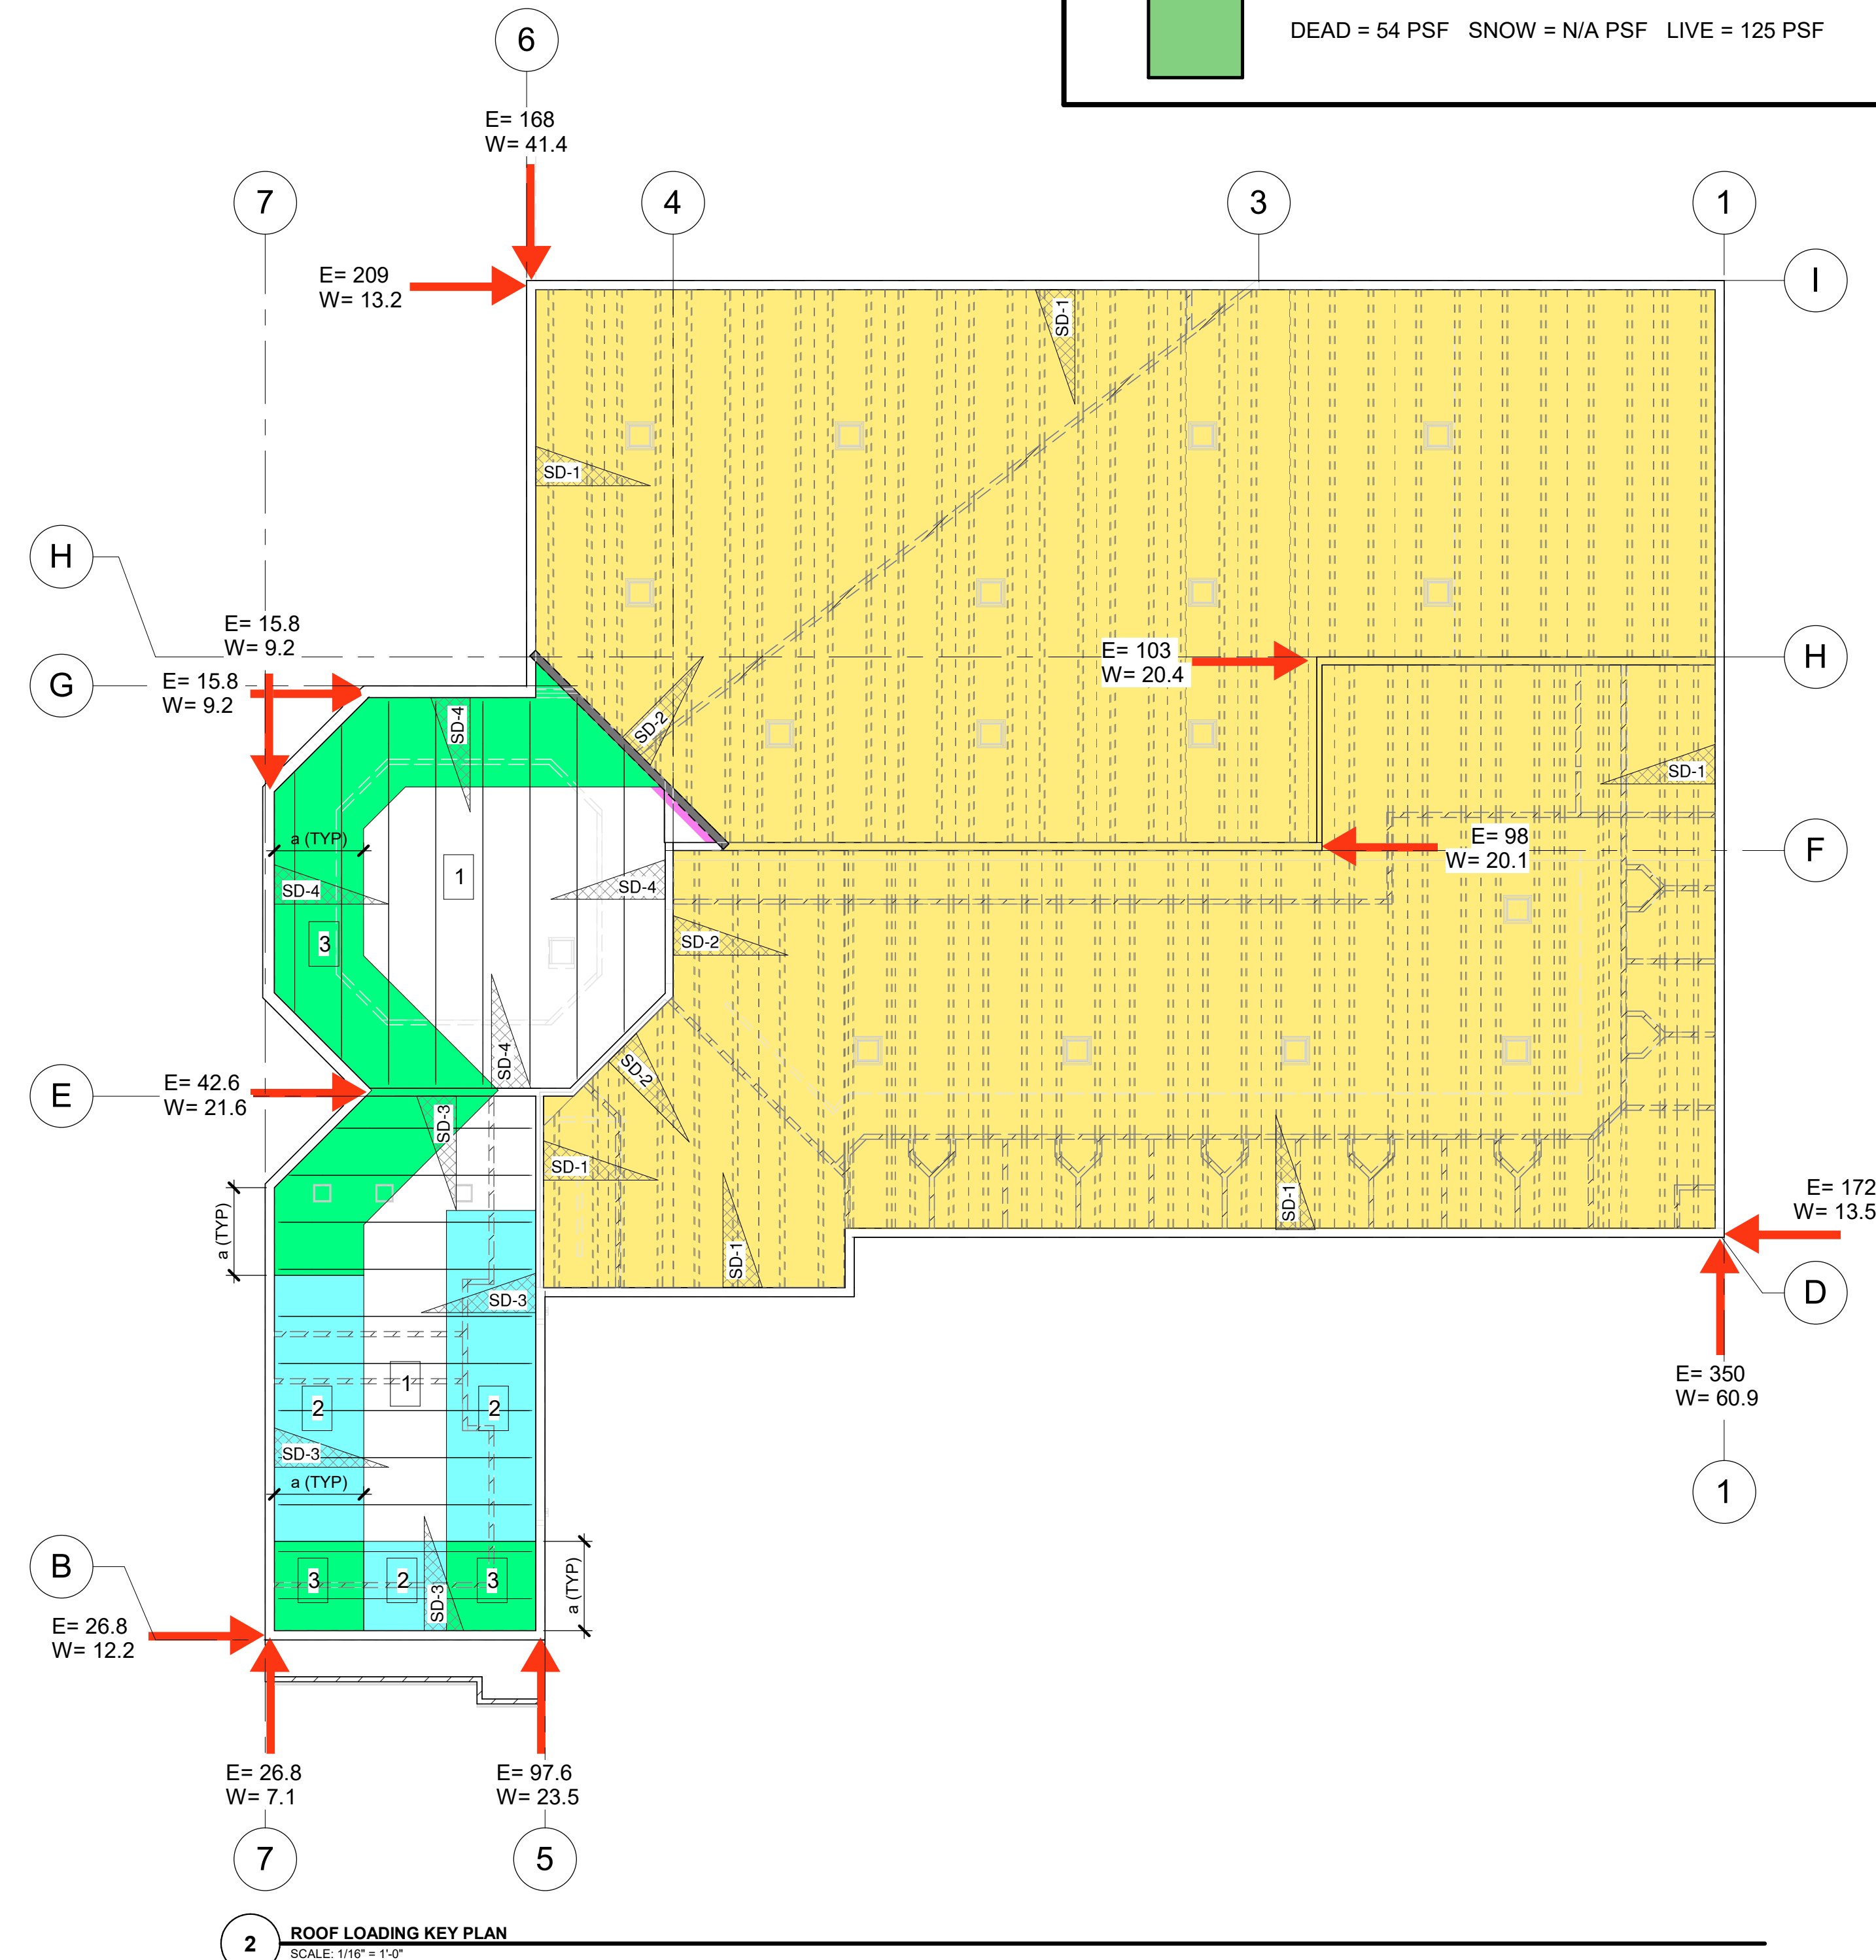 DEAD = 54 PSF SNOW = N/A PSF LIVE = 125 PSF
6
E= 168
W= 41.4
7
4
3
1
E= 209
W= 13.2
I
SD-1
SD-1
H
E= 15.8
W= 9.2
G
E= 15.8
W= 9.2
E= 103
W= 20.4
H
SD-4
SD-2
SD-1
a (TYP)
1
E= 98
W= 20.1
F
SD-4
SD-4
3
SD-2
SD-4
SD-2
E
E= 42.6
W= 21.6
SD-3
SD-1
a (TYP)
SD-1
SD-1
E= 172
W= 13.5
D
SD-3
1
2
2
E= 350
W= 60.9
SD-3
a (TYP)
1
B
3
2
3
SD-3
a (TYP)
E= 26.8
W= 12.2
E= 26.8
W= 7.1
E= 97.6
W= 23.5
7
5
2
ROOF LOADING KEY PLAN
SCALE: 1/16" = 1'-0"